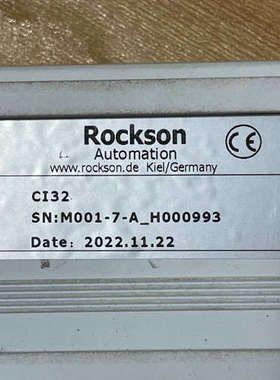 Rockson
Automation
www.rockson.de Kiel/Germany
CE
CI32
SN:M001-7-A_H000993
Date: 2022.11.22